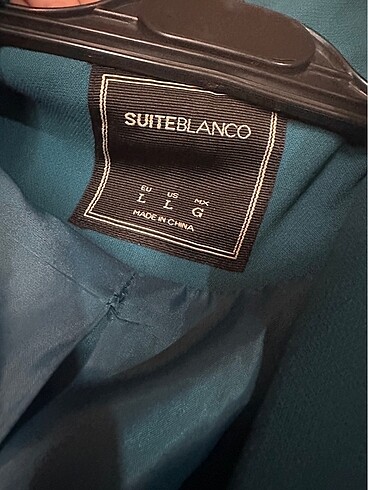 SUITEBLANCO
EU US MX
L L G
MADE IN CHINA